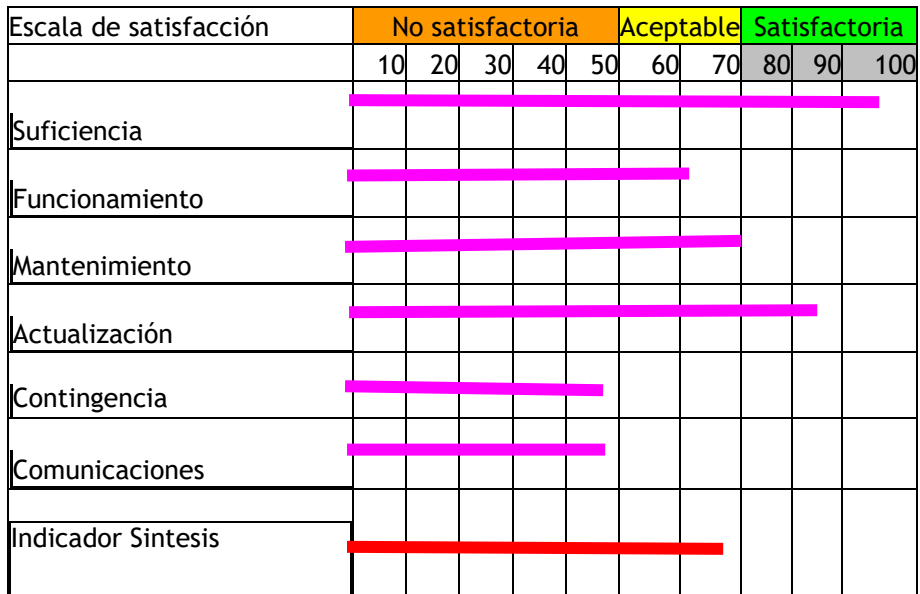 Escala de satisfacción No satisfactoria Aceptable Satisfactoria
10 20 30 40 50 60 70 80 90 100
Suficiencia
Funcionamiento
Mantenimiento
Actualización
Contingencia
Comunicaciones
Indicador Sintesis